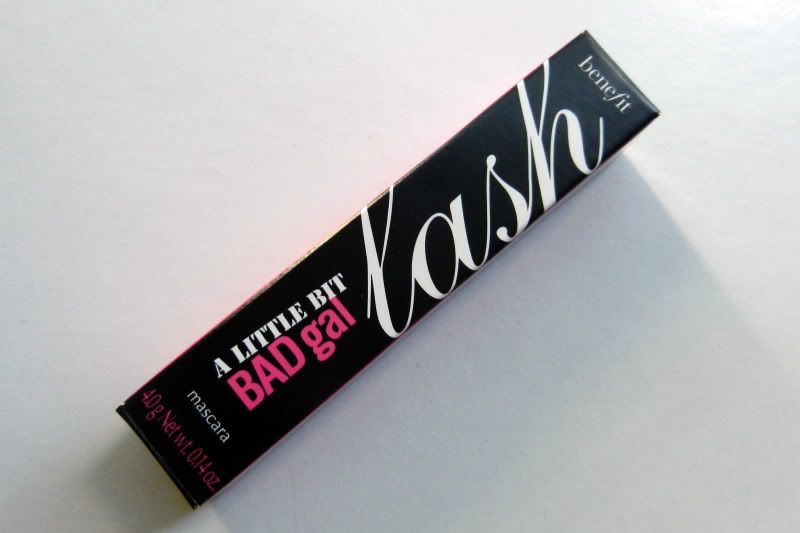 benefit
lash
A LITTLE BIT
BAD gal
mascara
4.0g Net wt. 0.14 oz.